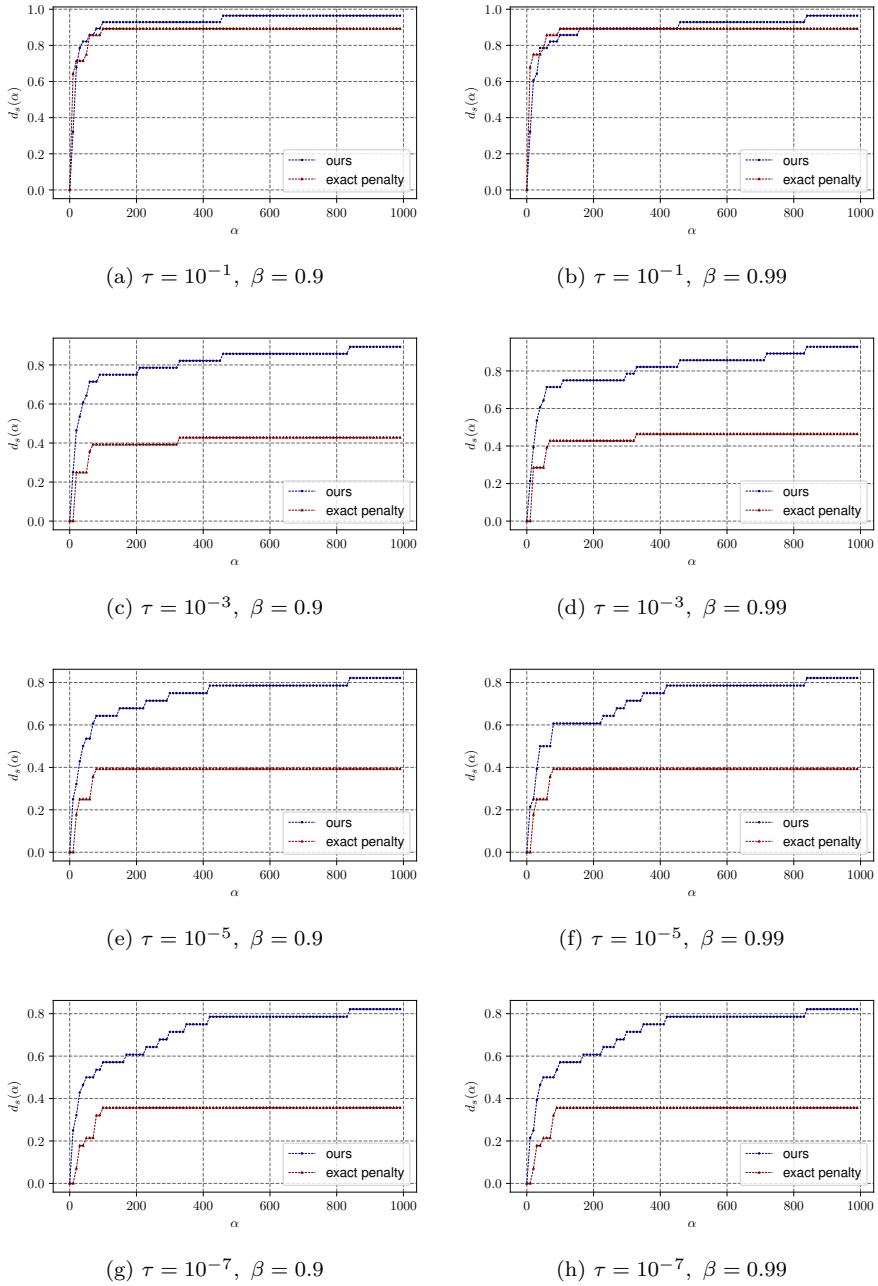 1.0
0.8
0.6
0.4
0.2
0.0
d_s(α)
0 200 400 600 800 1000
α
ours
exact penalty
(a) τ = 10⁻¹, β = 0.9
1.0
0.8
0.6
0.4
0.2
0.0
d_s(α)
0 200 400 600 800 1000
α
ours
exact penalty
(b) τ = 10⁻¹, β = 0.99
0.8
0.6
0.4
0.2
0.0
d_s(α)
0 200 400 600 800 1000
α
ours
exact penalty
(c) τ = 10⁻³, β = 0.9
0.8
0.6
0.4
0.2
0.0
d_s(α)
0 200 400 600 800 1000
α
ours
exact penalty
(d) τ = 10⁻³, β = 0.99
0.8
0.6
0.4
0.2
0.0
d_s(α)
0 200 400 600 800 1000
α
ours
exact penalty
(e) τ = 10⁻⁵, β = 0.9
0.8
0.6
0.4
0.2
0.0
d_s(α)
0 200 400 600 800 1000
α
ours
exact penalty
(f) τ = 10⁻⁵, β = 0.99
0.8
0.6
0.4
0.2
0.0
d_s(α)
0 200 400 600 800 1000
α
ours
exact penalty
(g) τ = 10⁻⁷, β = 0.9
0.8
0.6
0.4
0.2
0.0
d_s(α)
0 200 400 600 800 1000
α
ours
exact penalty
(h) τ = 10⁻⁷, β = 0.99